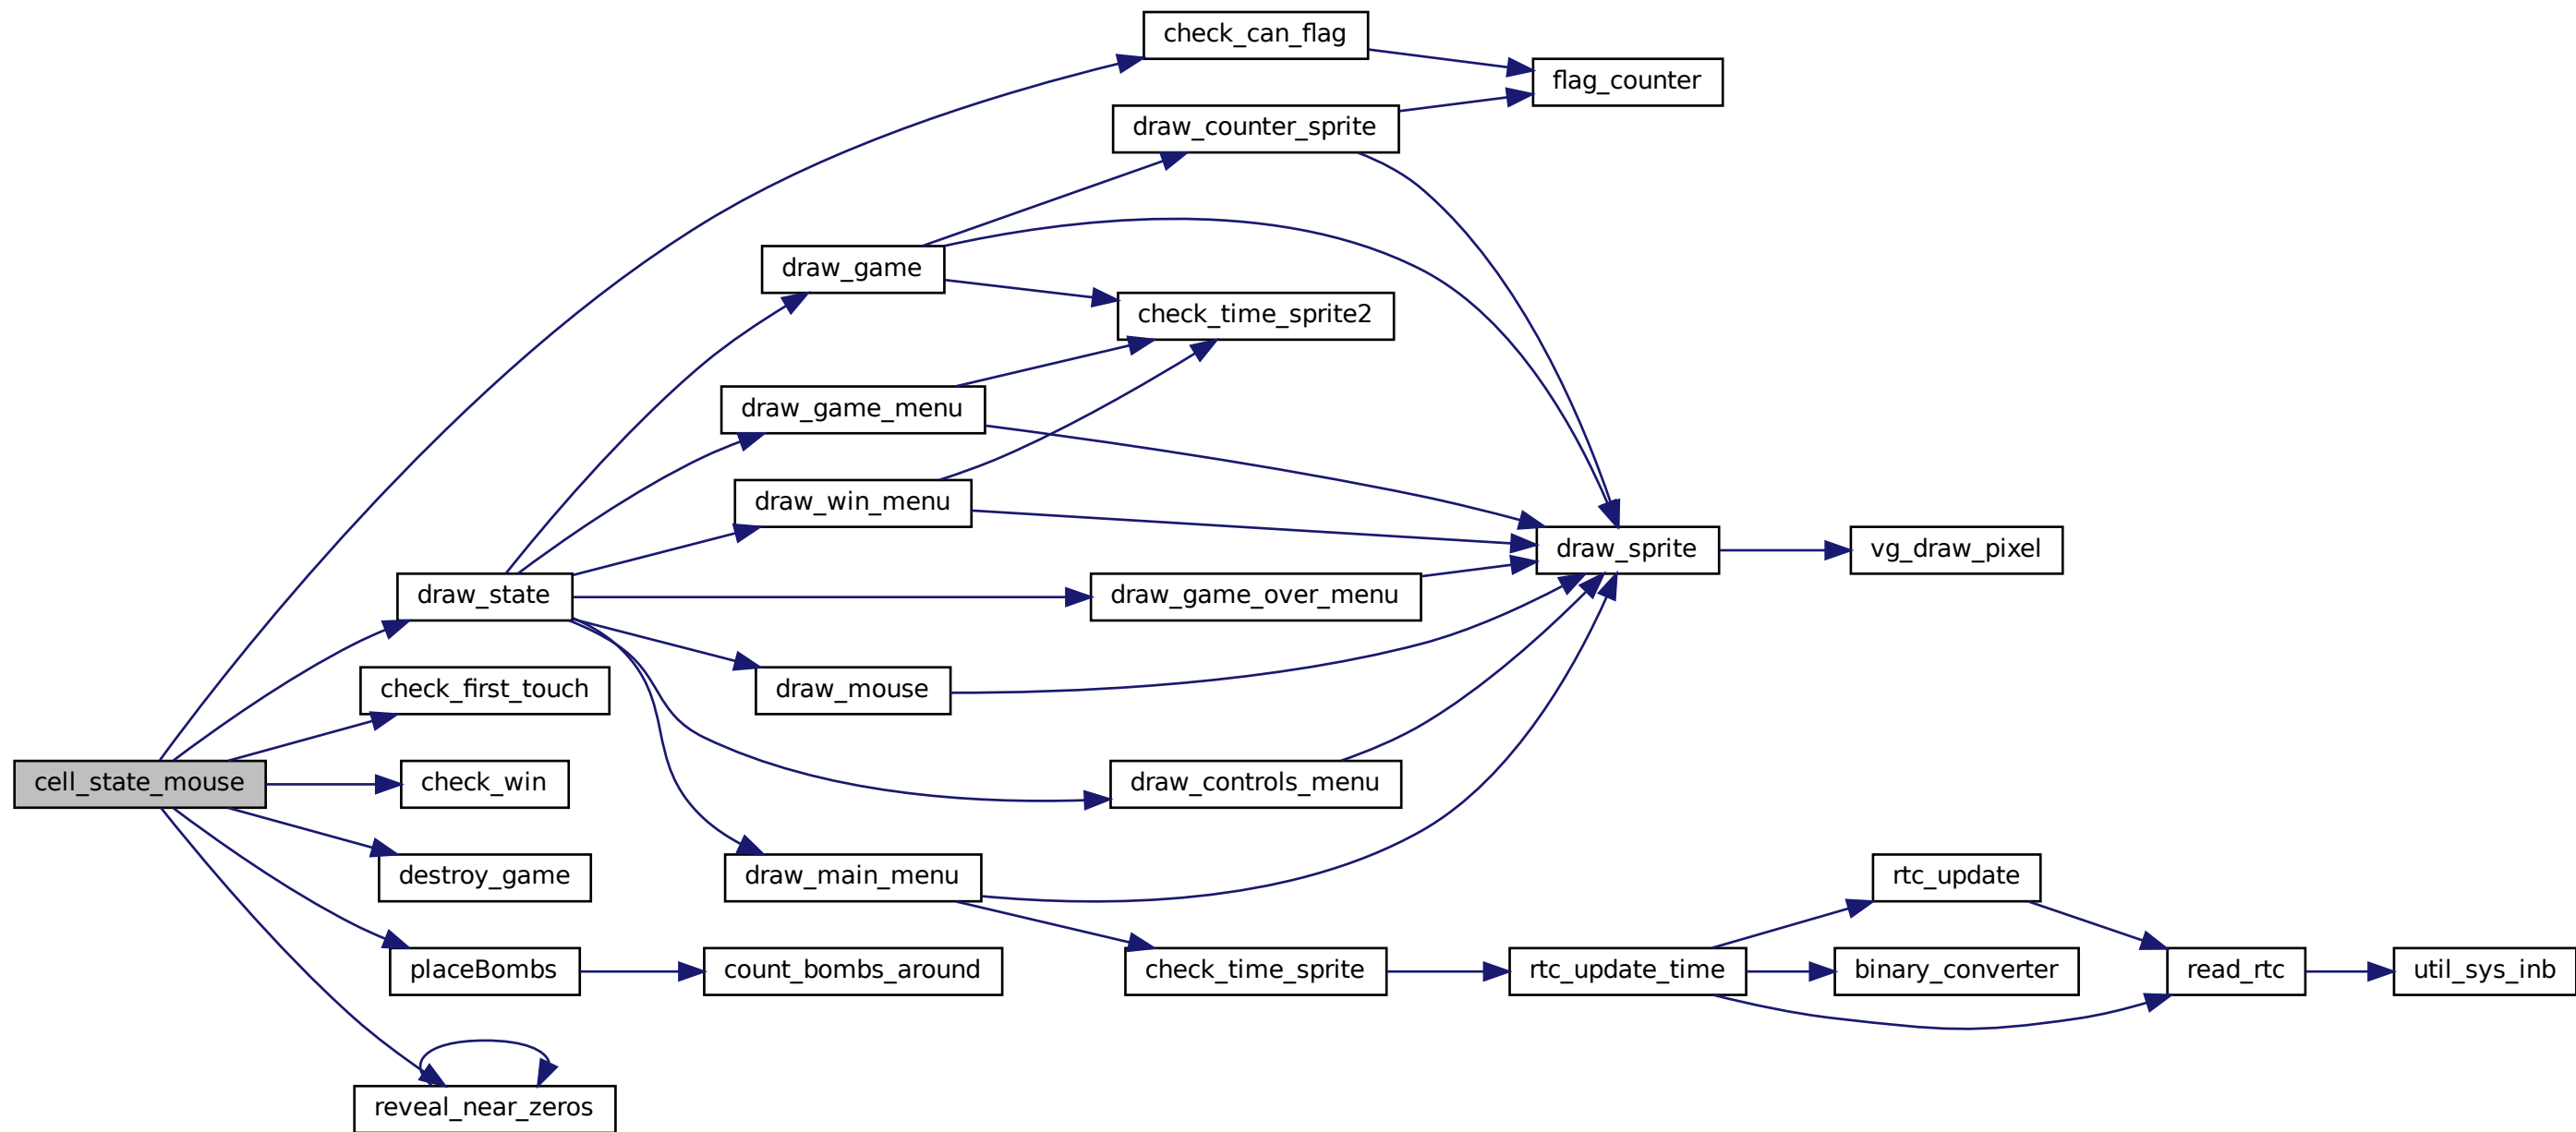 check_can_flag
flag_counter
draw_counter_sprite
draw_game
check_time_sprite2
draw_game_menu
draw_win_menu
draw_sprite
vg_draw_pixel
draw_state
draw_game_over_menu
check_first_touch
draw_mouse
cell_state_mouse
check_win
draw_controls_menu
destroy_game
draw_main_menu
rtc_update
placeBombs
count_bombs_around
check_time_sprite
rtc_update_time
binary_converter
read_rtc
util_sys_inb
reveal_near_zeros